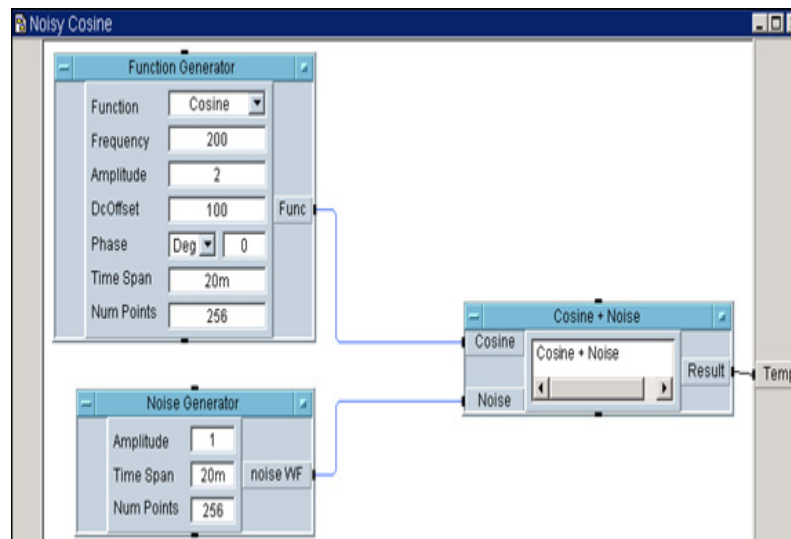 Noisy Cosine
Function Generator
Function Cosine
Frequency 200
Amplitude 2
DcOffset 100
Func
Phase Deg 0
Time Span 20m
Num Points 256
Cosine + Noise
Cosine
Cosine + Noise
Result
Noise
Temp
Noise Generator
Amplitude 1
Time Span 20m
noise WF
Num Points 256